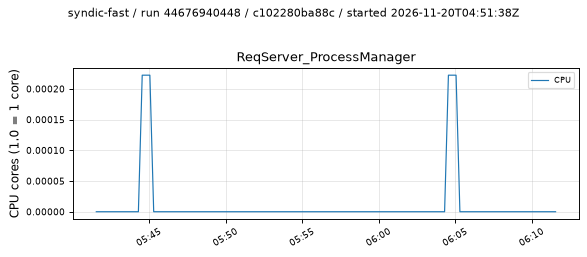 syndic-fast / run 44676940448 / c102280ba88c / started 2026-11-20T04:51:38Z
ReqServer_ProcessManager
CPU cores (1.0 = 1 core)
0.00020
0.00015
0.00010
0.00005
0.00000
CPU
05:45
05:50
05:55
06:00
06:05
06:10